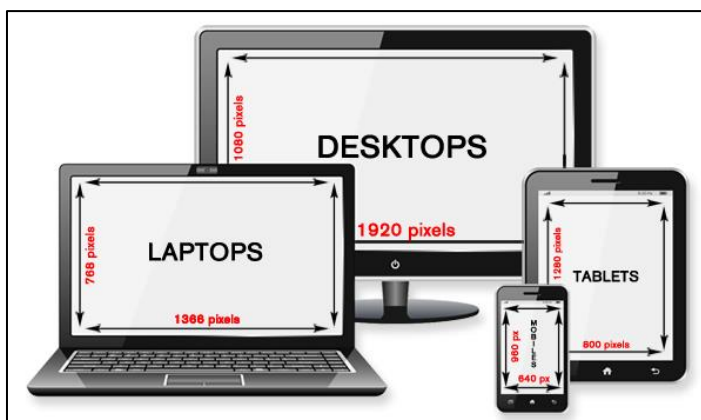 1080 pixels
DESKTOPS
1920 pixels
768 pixels
LAPTOPS
1366 pixels
1280 pixels
TABLETS
800 pixels
960 px
MOBILES
640 px